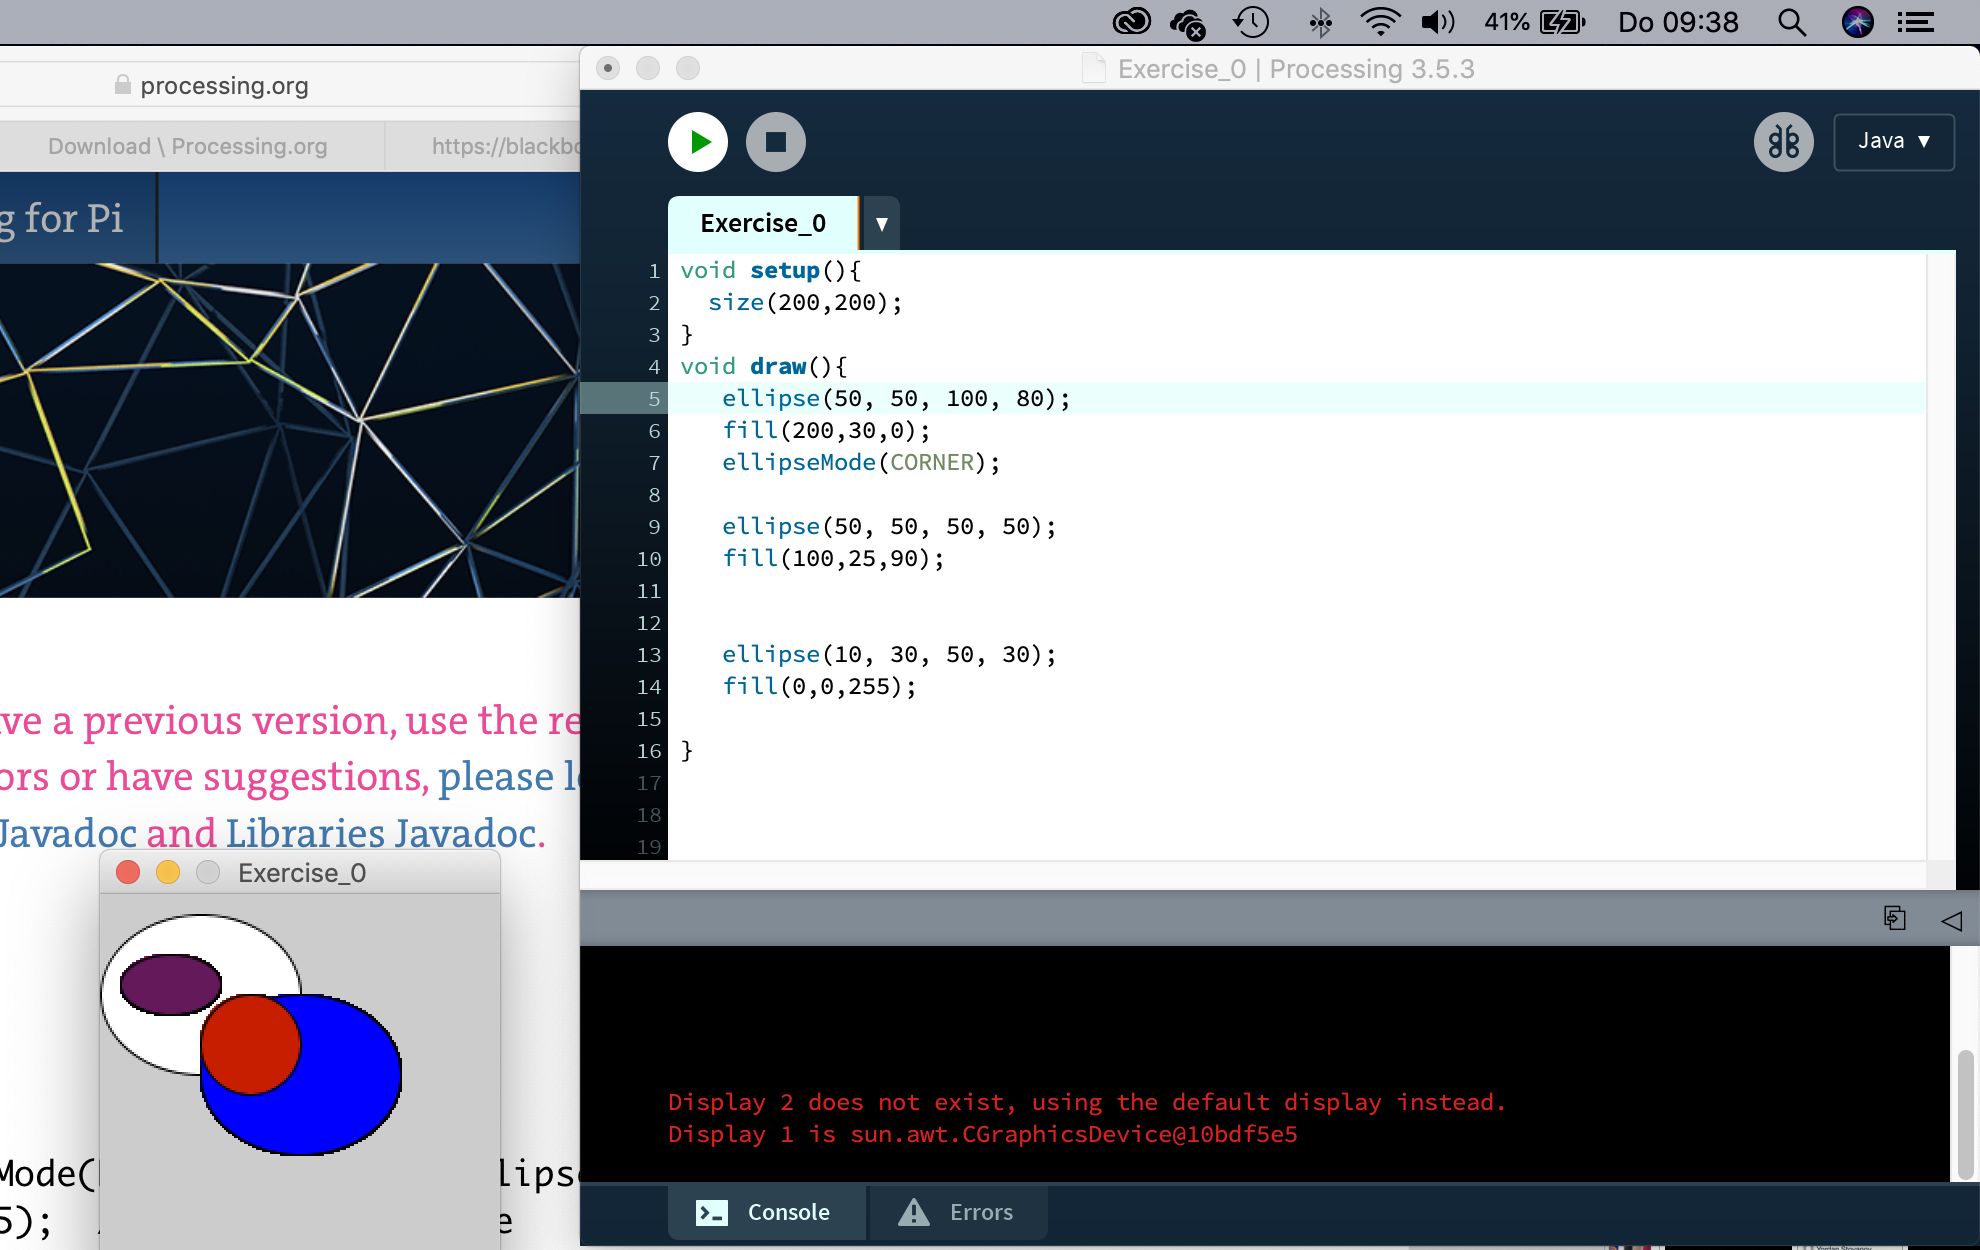 41% Do 09:38
processing.org
Exercise_0 | Processing 3.5.3
Download \ Processing.org
https://blackbo
Java ▼
g for Pi
Exercise_0 ▼
1 void setup(){
2 size(200,200);
3 }
4 void draw(){
5 ellipse(50, 50, 100, 80);
6 fill(200,30,0);
7 ellipseMode(CORNER);
8
9 ellipse(50, 50, 50, 50);
10 fill(100,25,90);
11
12
13 ellipse(10, 30, 50, 30);
14 fill(0,0,255);
15
16 }
17
18
19
ve a previous version, use the re
ors or have suggestions, please l
Javadoc and Libraries Javadoc.
Exercise_0
Display 2 does not exist, using the default display instead.
Display 1 is sun.awt.CGraphicsDevice@10bdf5e5
Mode( lips
5); e
Console
Errors